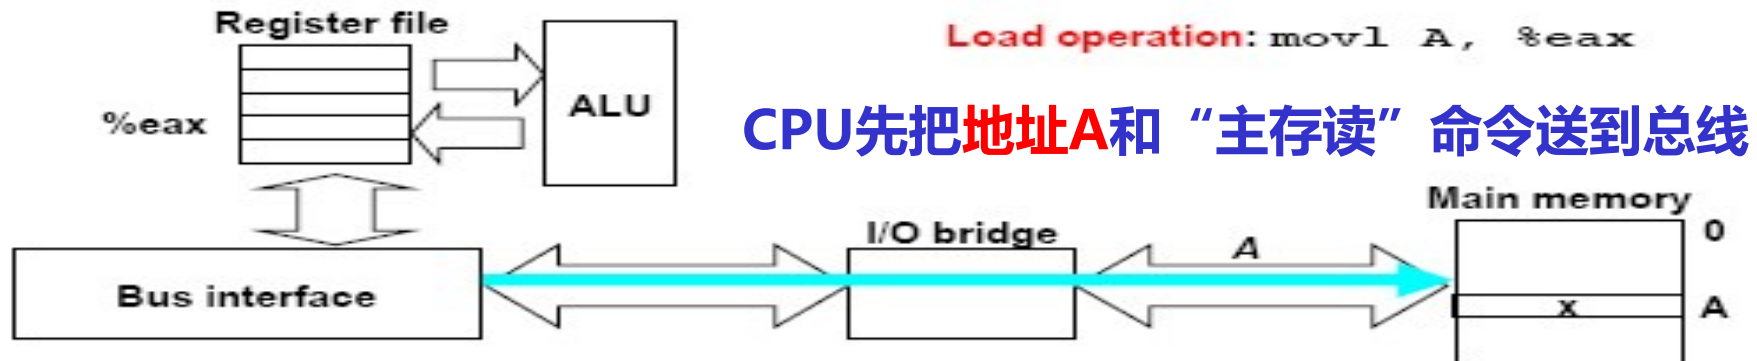 Register file
Load operation: movl A, %eax
%eax
ALU
CPU先把地址A和“主存读”命令送到总线
Main memory
I/O bridge
0
A
Bus interface
x
A